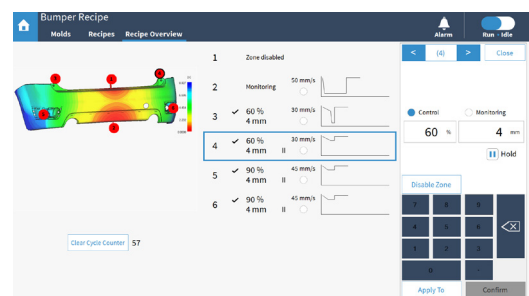 Bumper Recipe
Molds Recipes Recipe Overview
Alarm
Run - Idle
1 Zone disabled
2 Monitoring 50 mm/s
3 ✓ 60 % 30 mm/s
4 mm
4 ✓ 60 % 30 mm/s
4 mm II
5 ✓ 90 % 45 mm/s
4 mm II
6 ✓ 90 % 45 mm/s
4 mm II
Clear Cycle Counter 57
< (4) > Close
Control Monitoring
60 % 4 mm
Hold
Disable Zone
7 8 9
4 5 6
1 2 3
0 -
Apply To Confirm